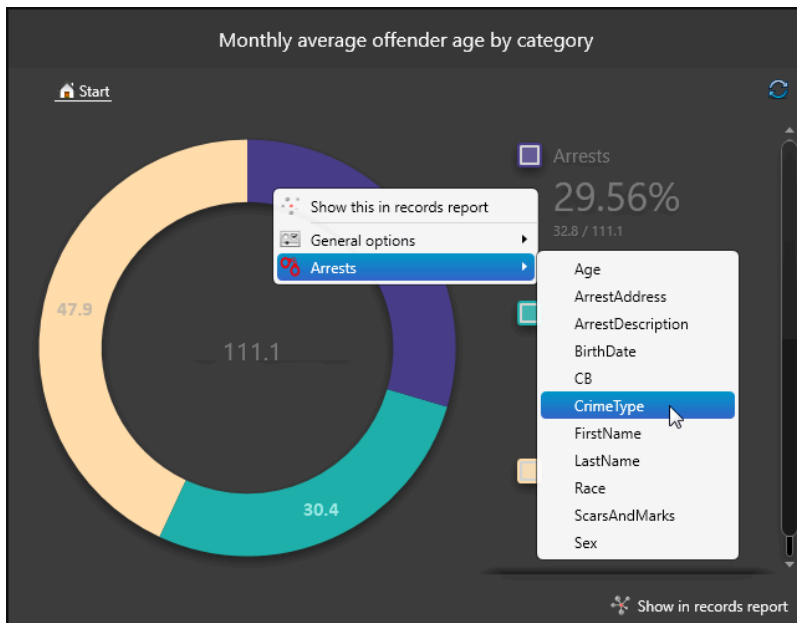 Monthly average offender age by category
Start
Arrests
29.56%
32.8 / 111.1
Show this in records report
General options
Arrests
Age
ArrestAddress
ArrestDescription
BirthDate
CB
CrimeType
FirstName
LastName
Race
ScarsAndMarks
Sex
47.9
111.1
30.4
Show in records report